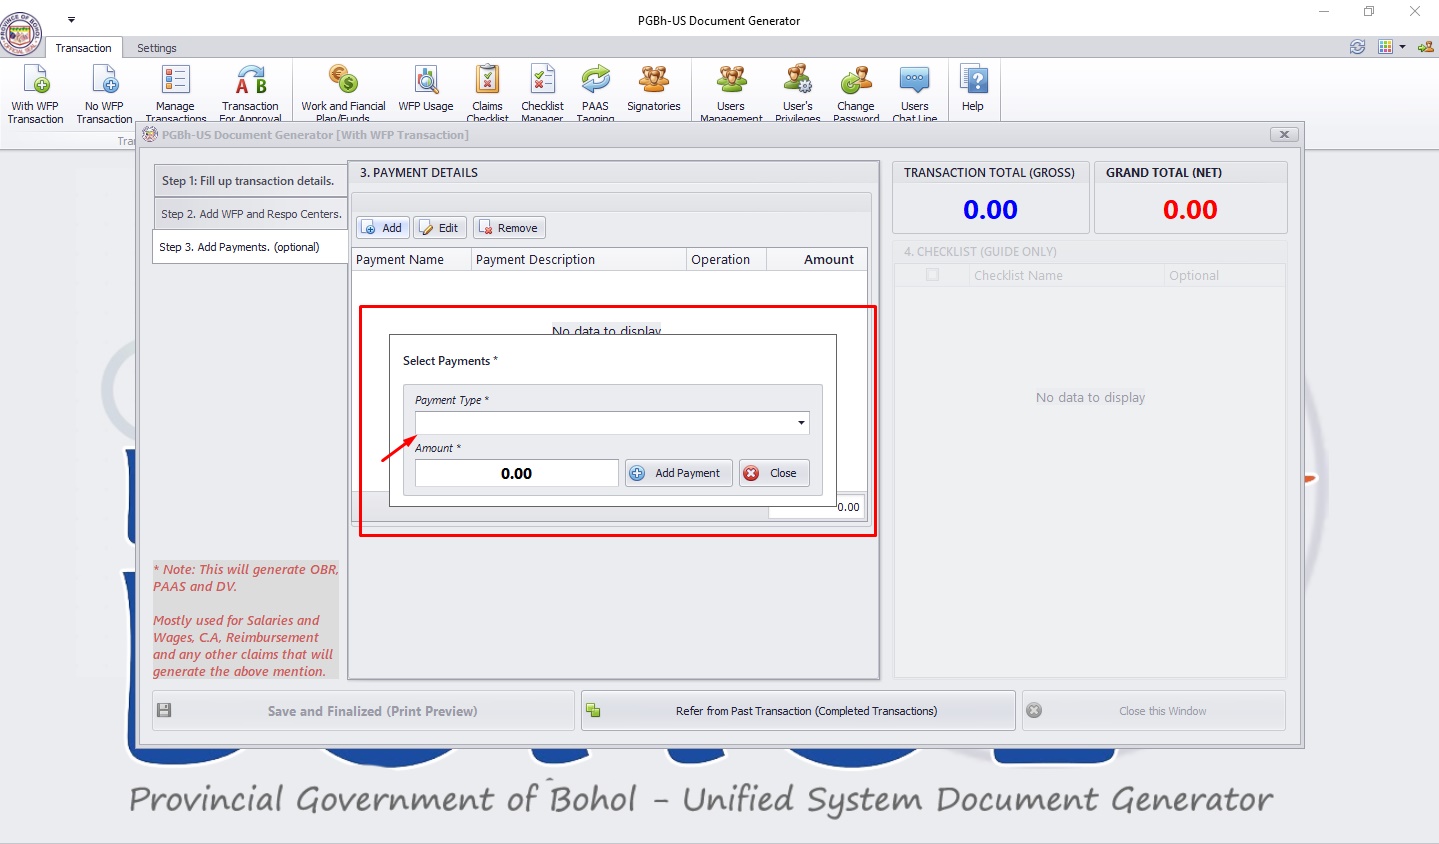 PGBh-US Document Generator
Transaction
Settings
With WFP
Transaction
No WFP
Transaction
Manage
Transactions
Transaction
For Approval
Work and Fiancial
Plan/Funds
WFP Usage
Claims
Checklist
Checklist
Manager
PAAS
Tagging
Signatories
Users
Management
User's
Privileges
Change
Password
Users
Chat Line
Help
PGBh-US Document Generator [With WFP Transaction]
Step 1: Fill up transaction details.
Step 2. Add WFP and Respo Centers.
Step 3. Add Payments. (optional)
3. PAYMENT DETAILS
Add
Edit
Remove
Payment Name
Payment Description
Operation
Amount
No data to display
Select Payments *
Payment Type *
Amount *
0.00
Add Payment
Close
0.00
TRANSACTION TOTAL (GROSS)
0.00
GRAND TOTAL (NET)
0.00
4. CHECKLIST (GUIDE ONLY)
Checklist Name
Optional
No data to display
* Note: This will generate OBR,
PAAS and DV.
Mostly used for Salaries and
Wages, C.A, Reimbursement
and any other claims that will
generate the above mention.
Save and Finalized (Print Preview)
Refer from Past Transaction (Completed Transactions)
Close this Window
Provincial Government of Bohol - Unified System Document Generator